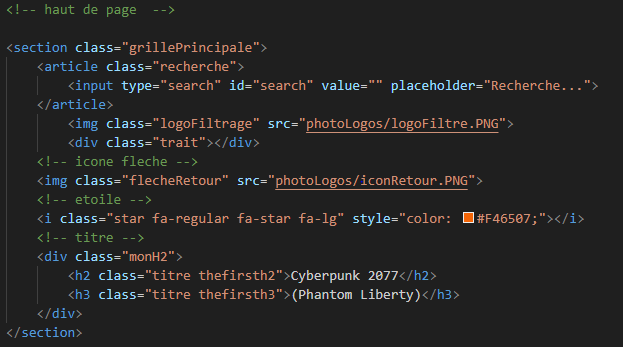 <!-- haut de page  -->
<section class="grillePrincipale">
    <article class="recherche">
        <input type="search" id="search" value="" placeholder="Recherche...">
    </article>
        <img class="logoFiltrage" src="photoLogos/logoFiltre.PNG">
        <div class="trait"></div>
    <!-- icone fleche -->
    <img class="flecheRetour" src="photoLogos/iconRetour.PNG">
    <!-- etoile -->
    <i class="star fa-regular fa-star fa-lg" style="color: #F46507;"></i>
    <!-- titre -->
    <div class="monH2">
        <h2 class="titre thefirsth2">Cyberpunk 2077</h2>
        <h3 class="titre thefirsth3">(Phantom Liberty)</h3>
    </div>
</section>